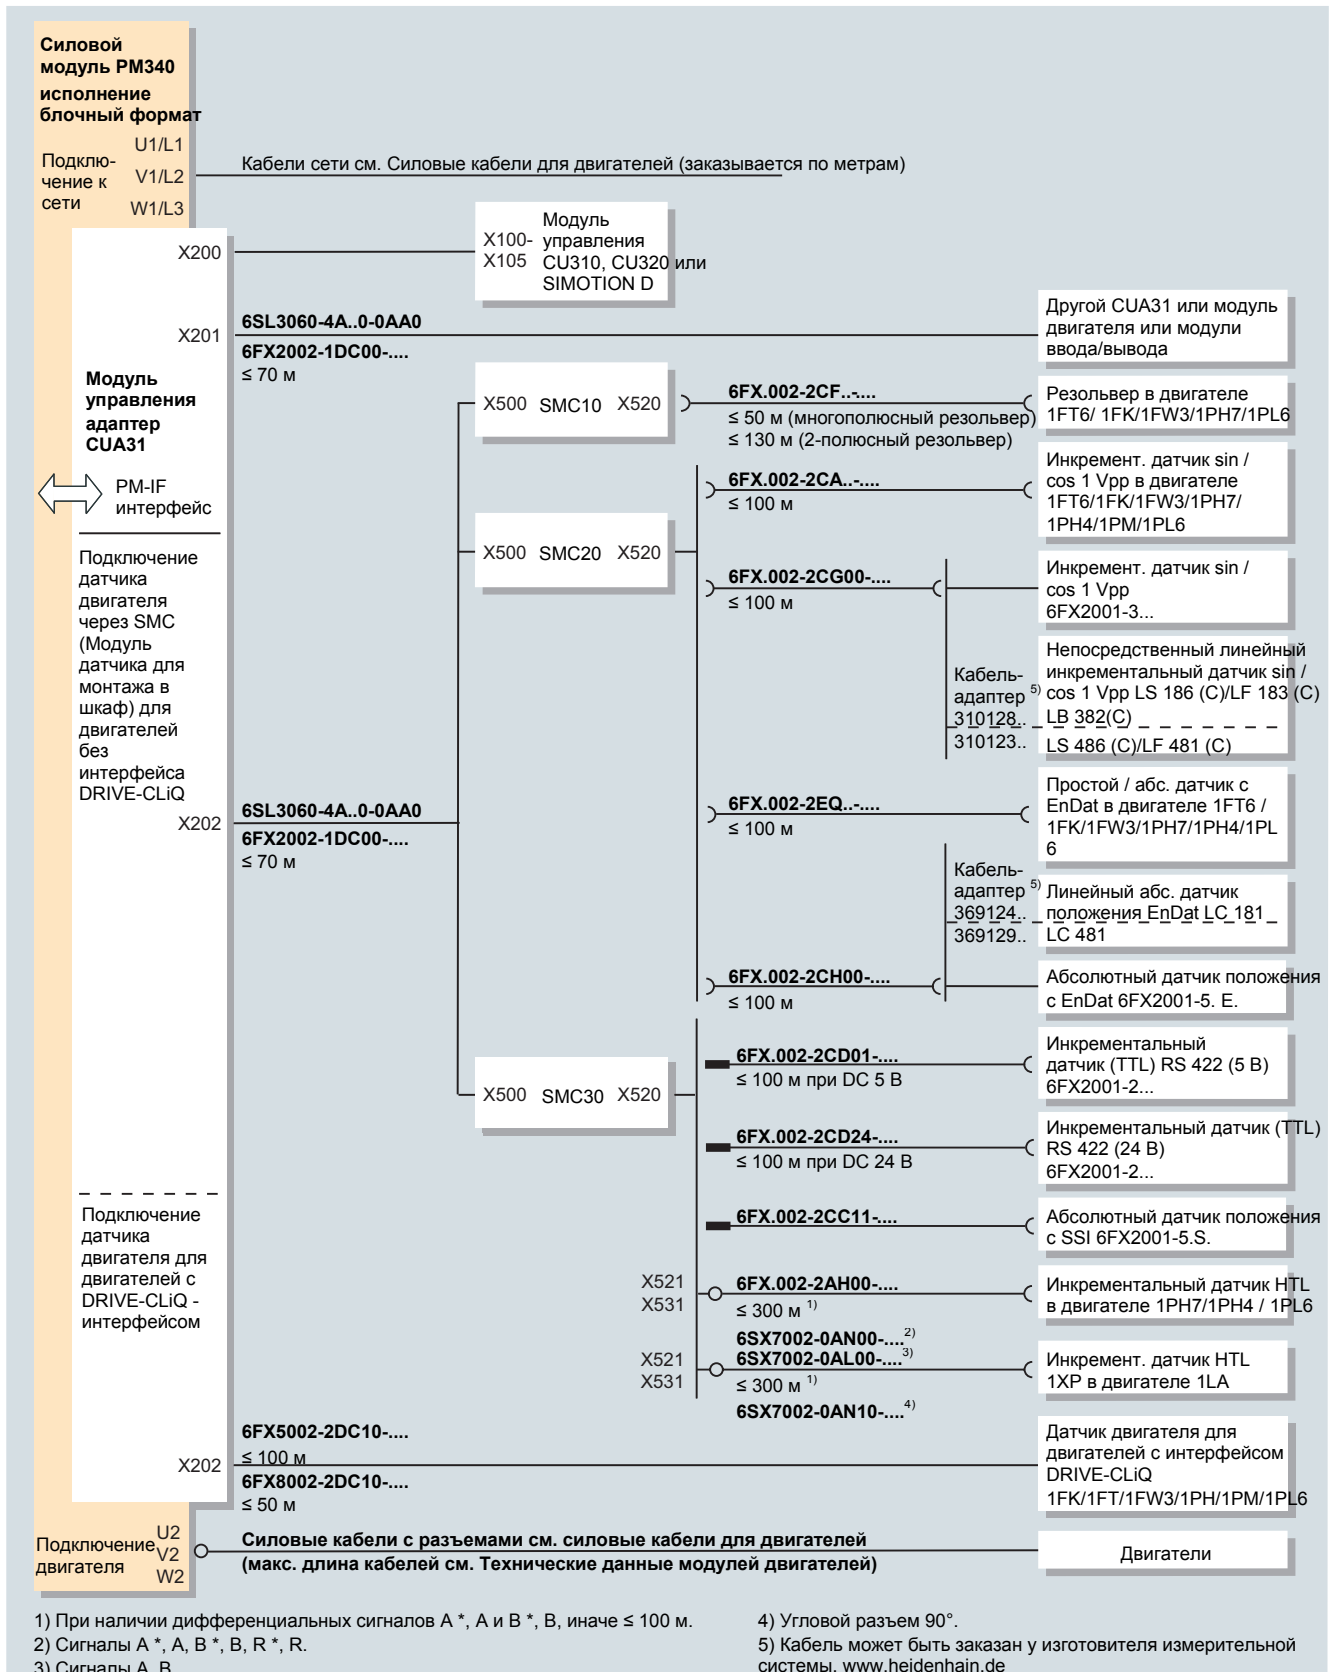 Силовой
модуль PM340
исполнение
блочный формат
U1/L1
Подклю-
чение к
сети
V1/L2
W1/L3
Кабели сети см. Силовые кабели для двигателей (заказывается по метрам)
X200
X100-
X105
Модуль
управления
CU310, CU320 или
SIMOTION D
X201
6SL3060-4A..0-0AA0
6FX2002-1DC00-....
≤ 70 м
Другой CUA31 или модуль
двигателя или модули
ввода/вывода
Модуль
управления
адаптер
CUA31
PM-IF
интерфейс
X500 SMC10 X520
6FX.002-2CF..-....
≤ 50 м (многополюсный резольвер)
≤ 130 м (2-полюсный резольвер)
Резольвер в двигателе
1FT6/ 1FK/1FW3/1PH7/1PL6
6FX.002-2CA..-....
≤ 100 м
Инкремент. датчик sin /
cos 1 Vpp в двигателе
1FT6/1FK/1FW3/1PH7/
1PH4/1PM/1PL6
X500 SMC20 X520
Подключение
датчика
двигателя
через SMC
(Модуль
датчика для
монтажа в
шкаф) для
двигателей
без
интерфейса
DRIVE-CLiQ
6FX.002-2CG00-....
≤ 100 м
Инкремент. датчик sin /
cos 1 Vpp
6FX2001-3...
Кабель-
адаптер 5)
310128..
310123..
Непосредственный линейный
инкрементальный датчик sin /
cos 1 Vpp LS 186 (C)/LF 183 (C)
LB 382(C)
LS 486 (C)/LF 481 (C)
X202
6SL3060-4A..0-0AA0
6FX2002-1DC00-....
≤ 70 м
6FX.002-2EQ..-....
≤ 100 м
Простой / абс. датчик с
EnDat в двигателе 1FT6 /
1FK/1FW3/1PH7/1PH4/1PL
6
Кабель-
адаптер 5)
369124..
369129..
Линейный абс. датчик
положения EnDat LC 181
LC 481
6FX.002-2CH00-....
≤ 100 м
Абсолютный датчик положения
с EnDat 6FX2001-5. E.
X500 SMC30 X520
6FX.002-2CD01-....
≤ 100 м при DC 5 В
Инкрементальный
датчик (TTL) RS 422 (5 В)
6FX2001-2...
6FX.002-2CD24-....
≤ 100 м при DC 24 В
Инкрементальный датчик (TTL)
RS 422 (24 В)
6FX2001-2...
6FX.002-2CC11-....
Абсолютный датчик положения
с SSI 6FX2001-5.S.
Подключение
датчика
двигателя для
двигателей с
DRIVE-CLiQ -
интерфейсом
X521
X531
6FX.002-2AH00-....
≤ 300 м 1)
Инкрементальный датчик HTL
в двигателе 1PH7/1PH4 / 1PL6
X521
X531
6SX7002-0AN00-....2)
6SX7002-0AL00-....3)
≤ 300 м 1)
6SX7002-0AN10-....4)
Инкремент. датчик HTL
1XP в двигателе 1LA
X202
6FX5002-2DC10-....
≤ 100 м
6FX8002-2DC10-....
≤ 50 м
Датчик двигателя для
двигателей с интерфейсом
DRIVE-CLiQ
1FK/1FT/1FW3/1PH/1PM/1PL6
Подключение
двигателя
U2
V2
W2
Силовые кабели с разъемами см. силовые кабели для двигателей
(макс. длина кабелей см. Технические данные модулей двигателей)
Двигатели
1) При наличии дифференциальных сигналов A *, A и B *, B, иначе ≤ 100 м.
2) Сигналы A *, A, B *, B, R *, R.
3) Сигналы A, B
4) Угловой разъем 90°.
5) Кабель может быть заказан у изготовителя измерительной
системы. www.heidenhain.de